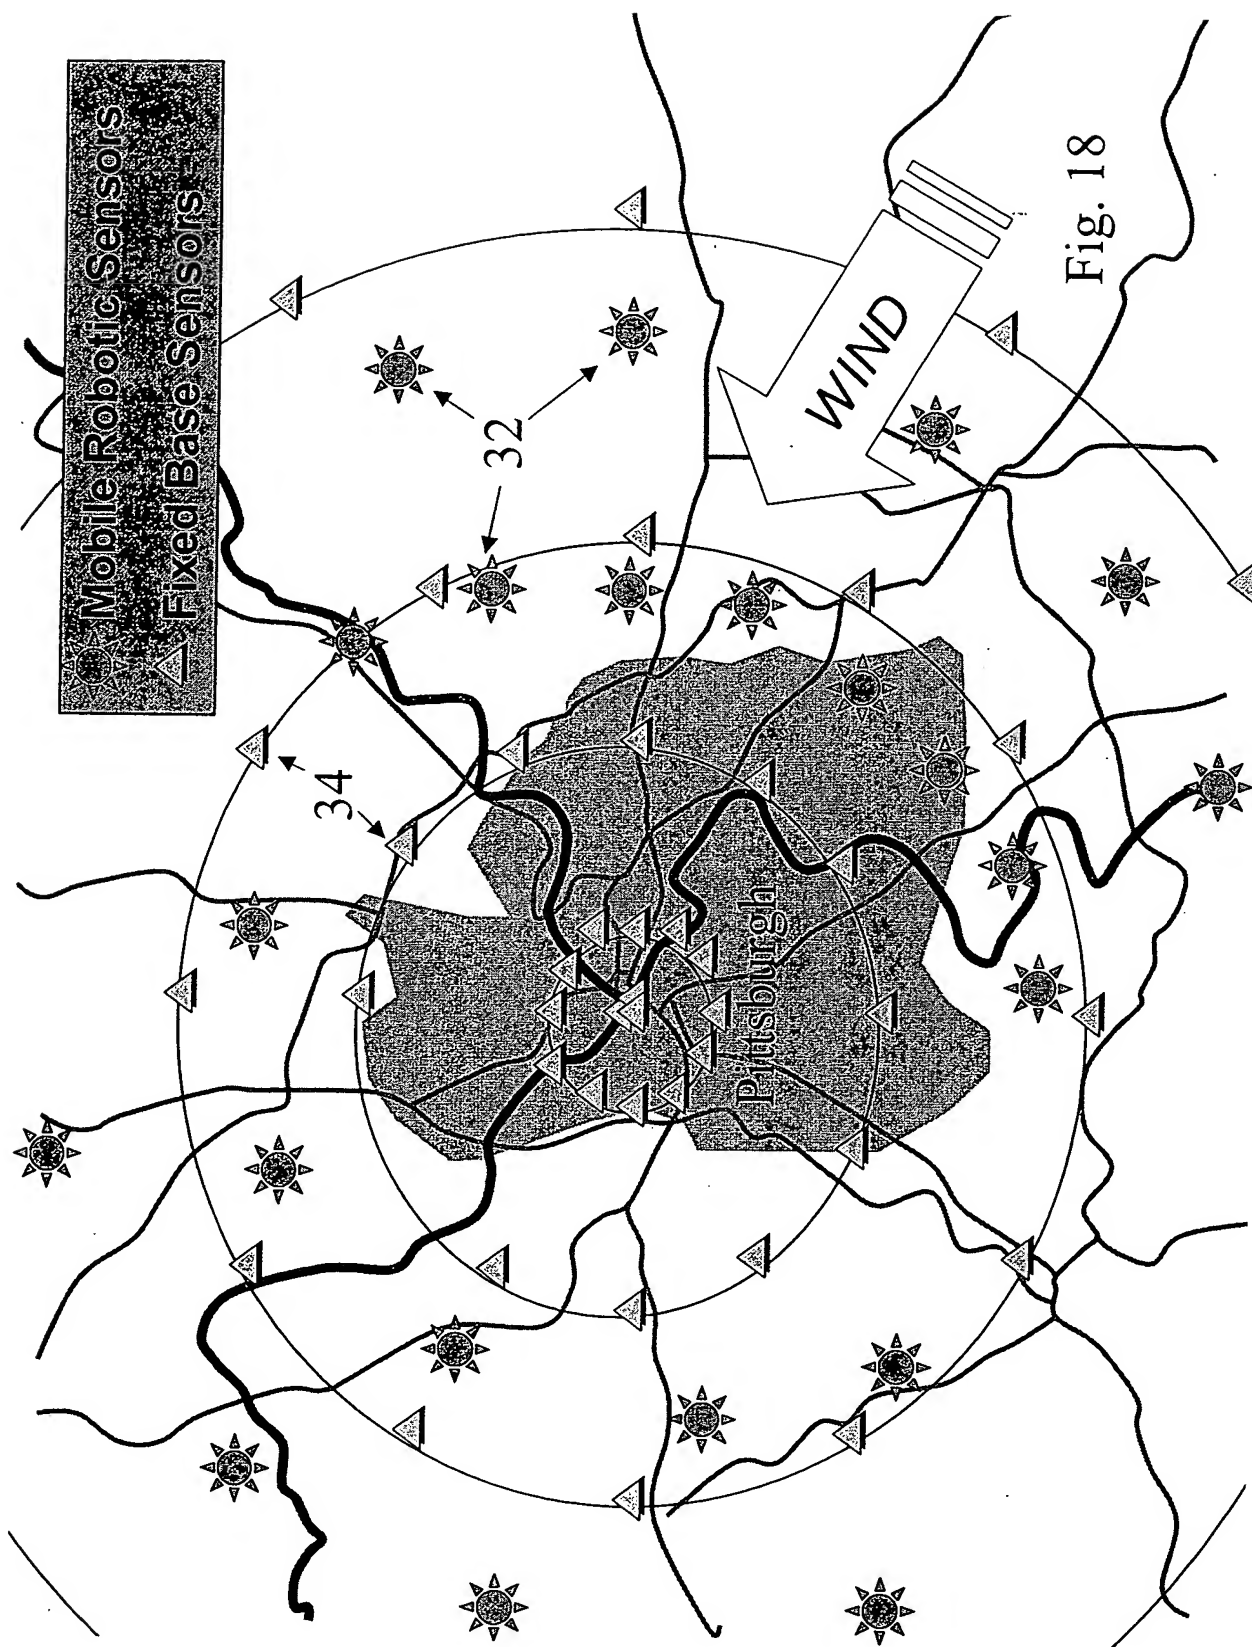 Mobile Robotic Sensors
Fixed Base Sensors
32
34
WIND
Pittsburgh
Fig. 18